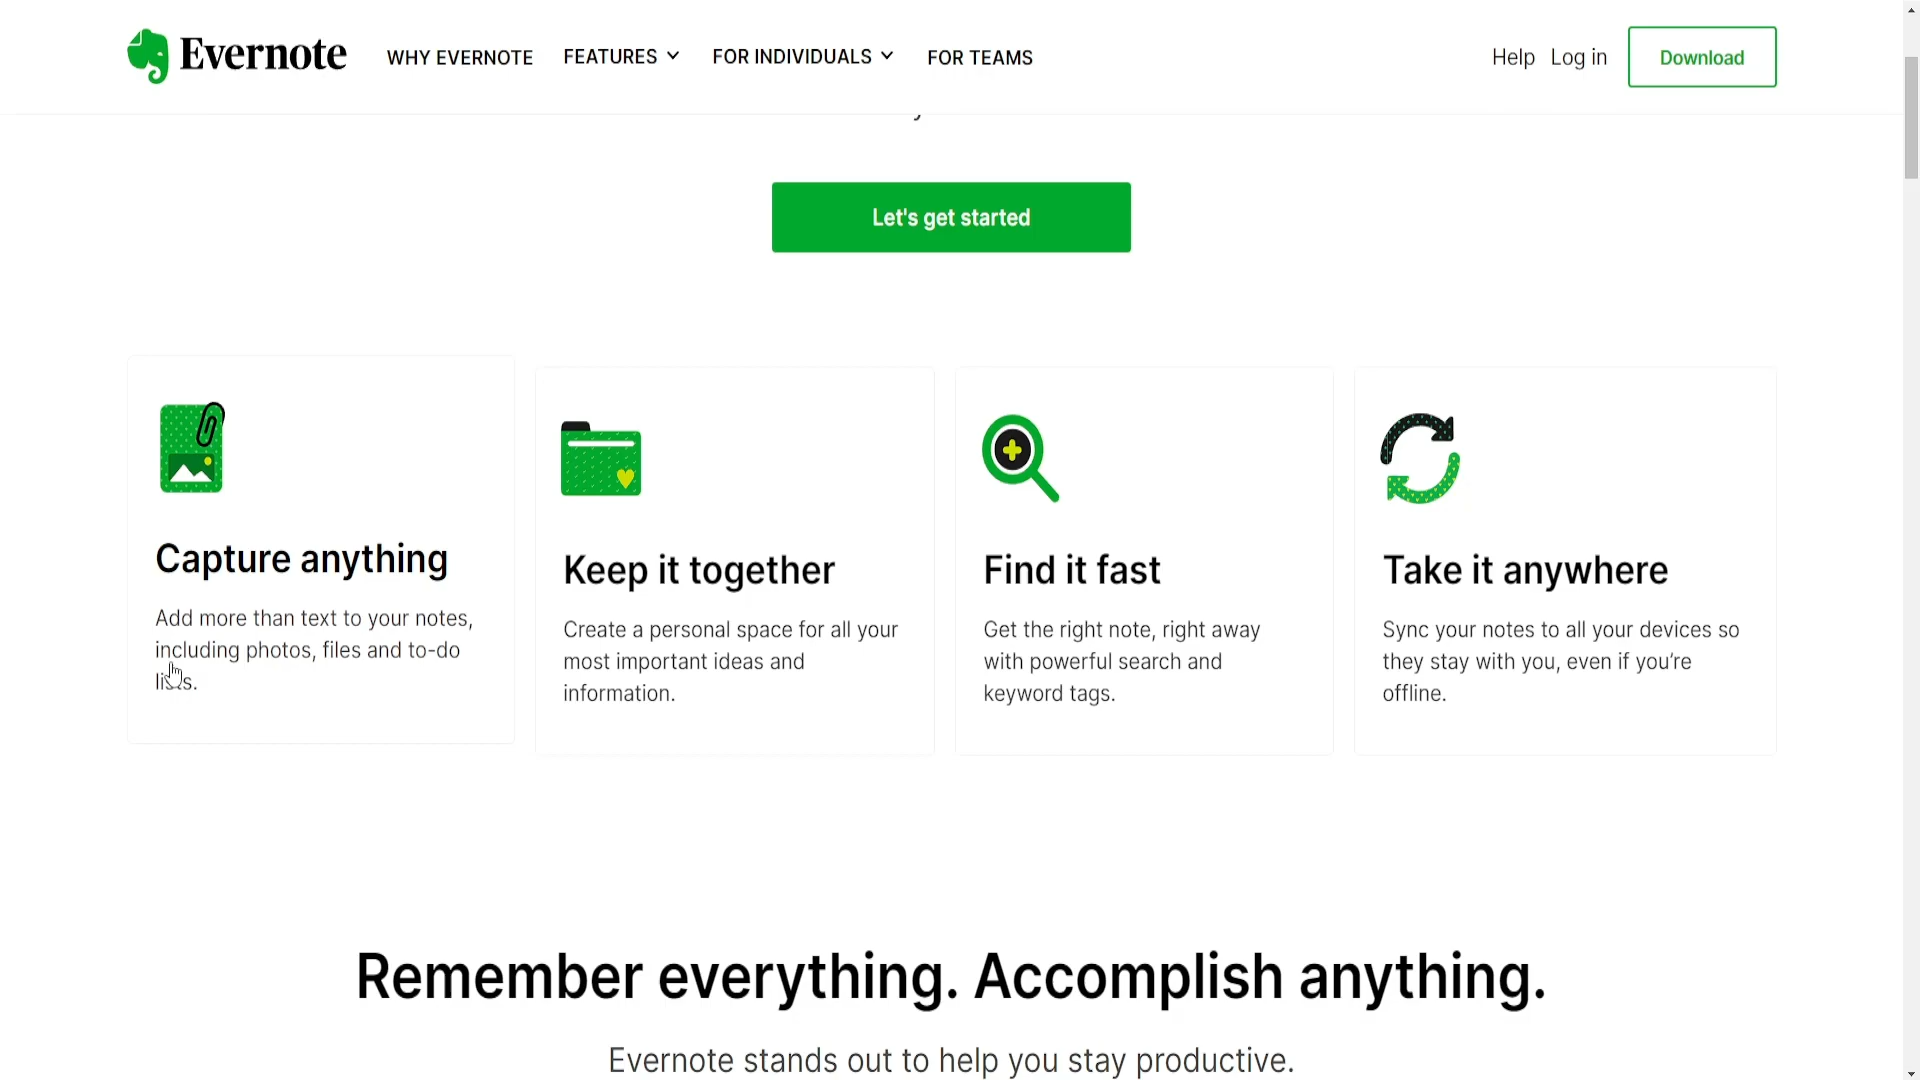 Evernote WHY EVERNOTE FEATURES FOR INDIVIDUALS FOR TEAMS Help Log in Download
Let's get started
Capture anything
Add more than text to your notes,
including photos, files and to-do
lists.
Keep it together
Create a personal space for all your
most important ideas and
information.
Find it fast
Get the right note, right away
with powerful search and
keyword tags.
Take it anywhere
Sync your notes to all your devices so
they stay with you, even if you’re
offline.
Remember everything. Accomplish anything.
Evernote stands out to help you stay productive.